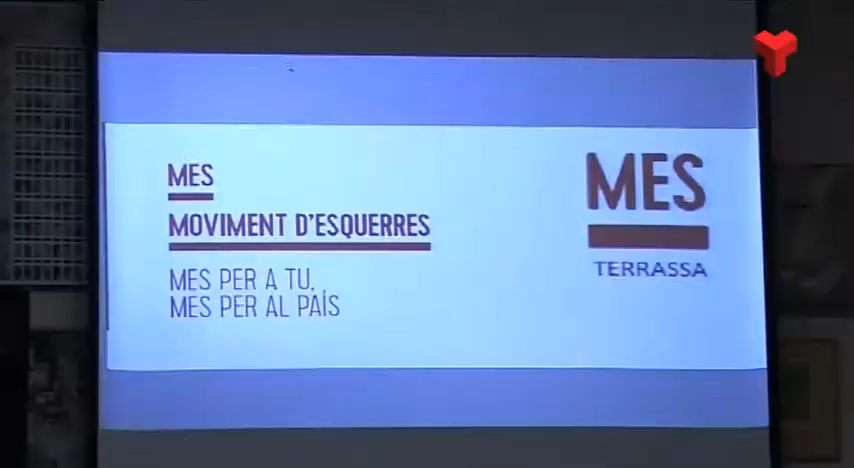 MES
MOVIMENT D'ESQUERRES
MES PER A TU,
MES PER AL PAÍS
MES
TERRASSA